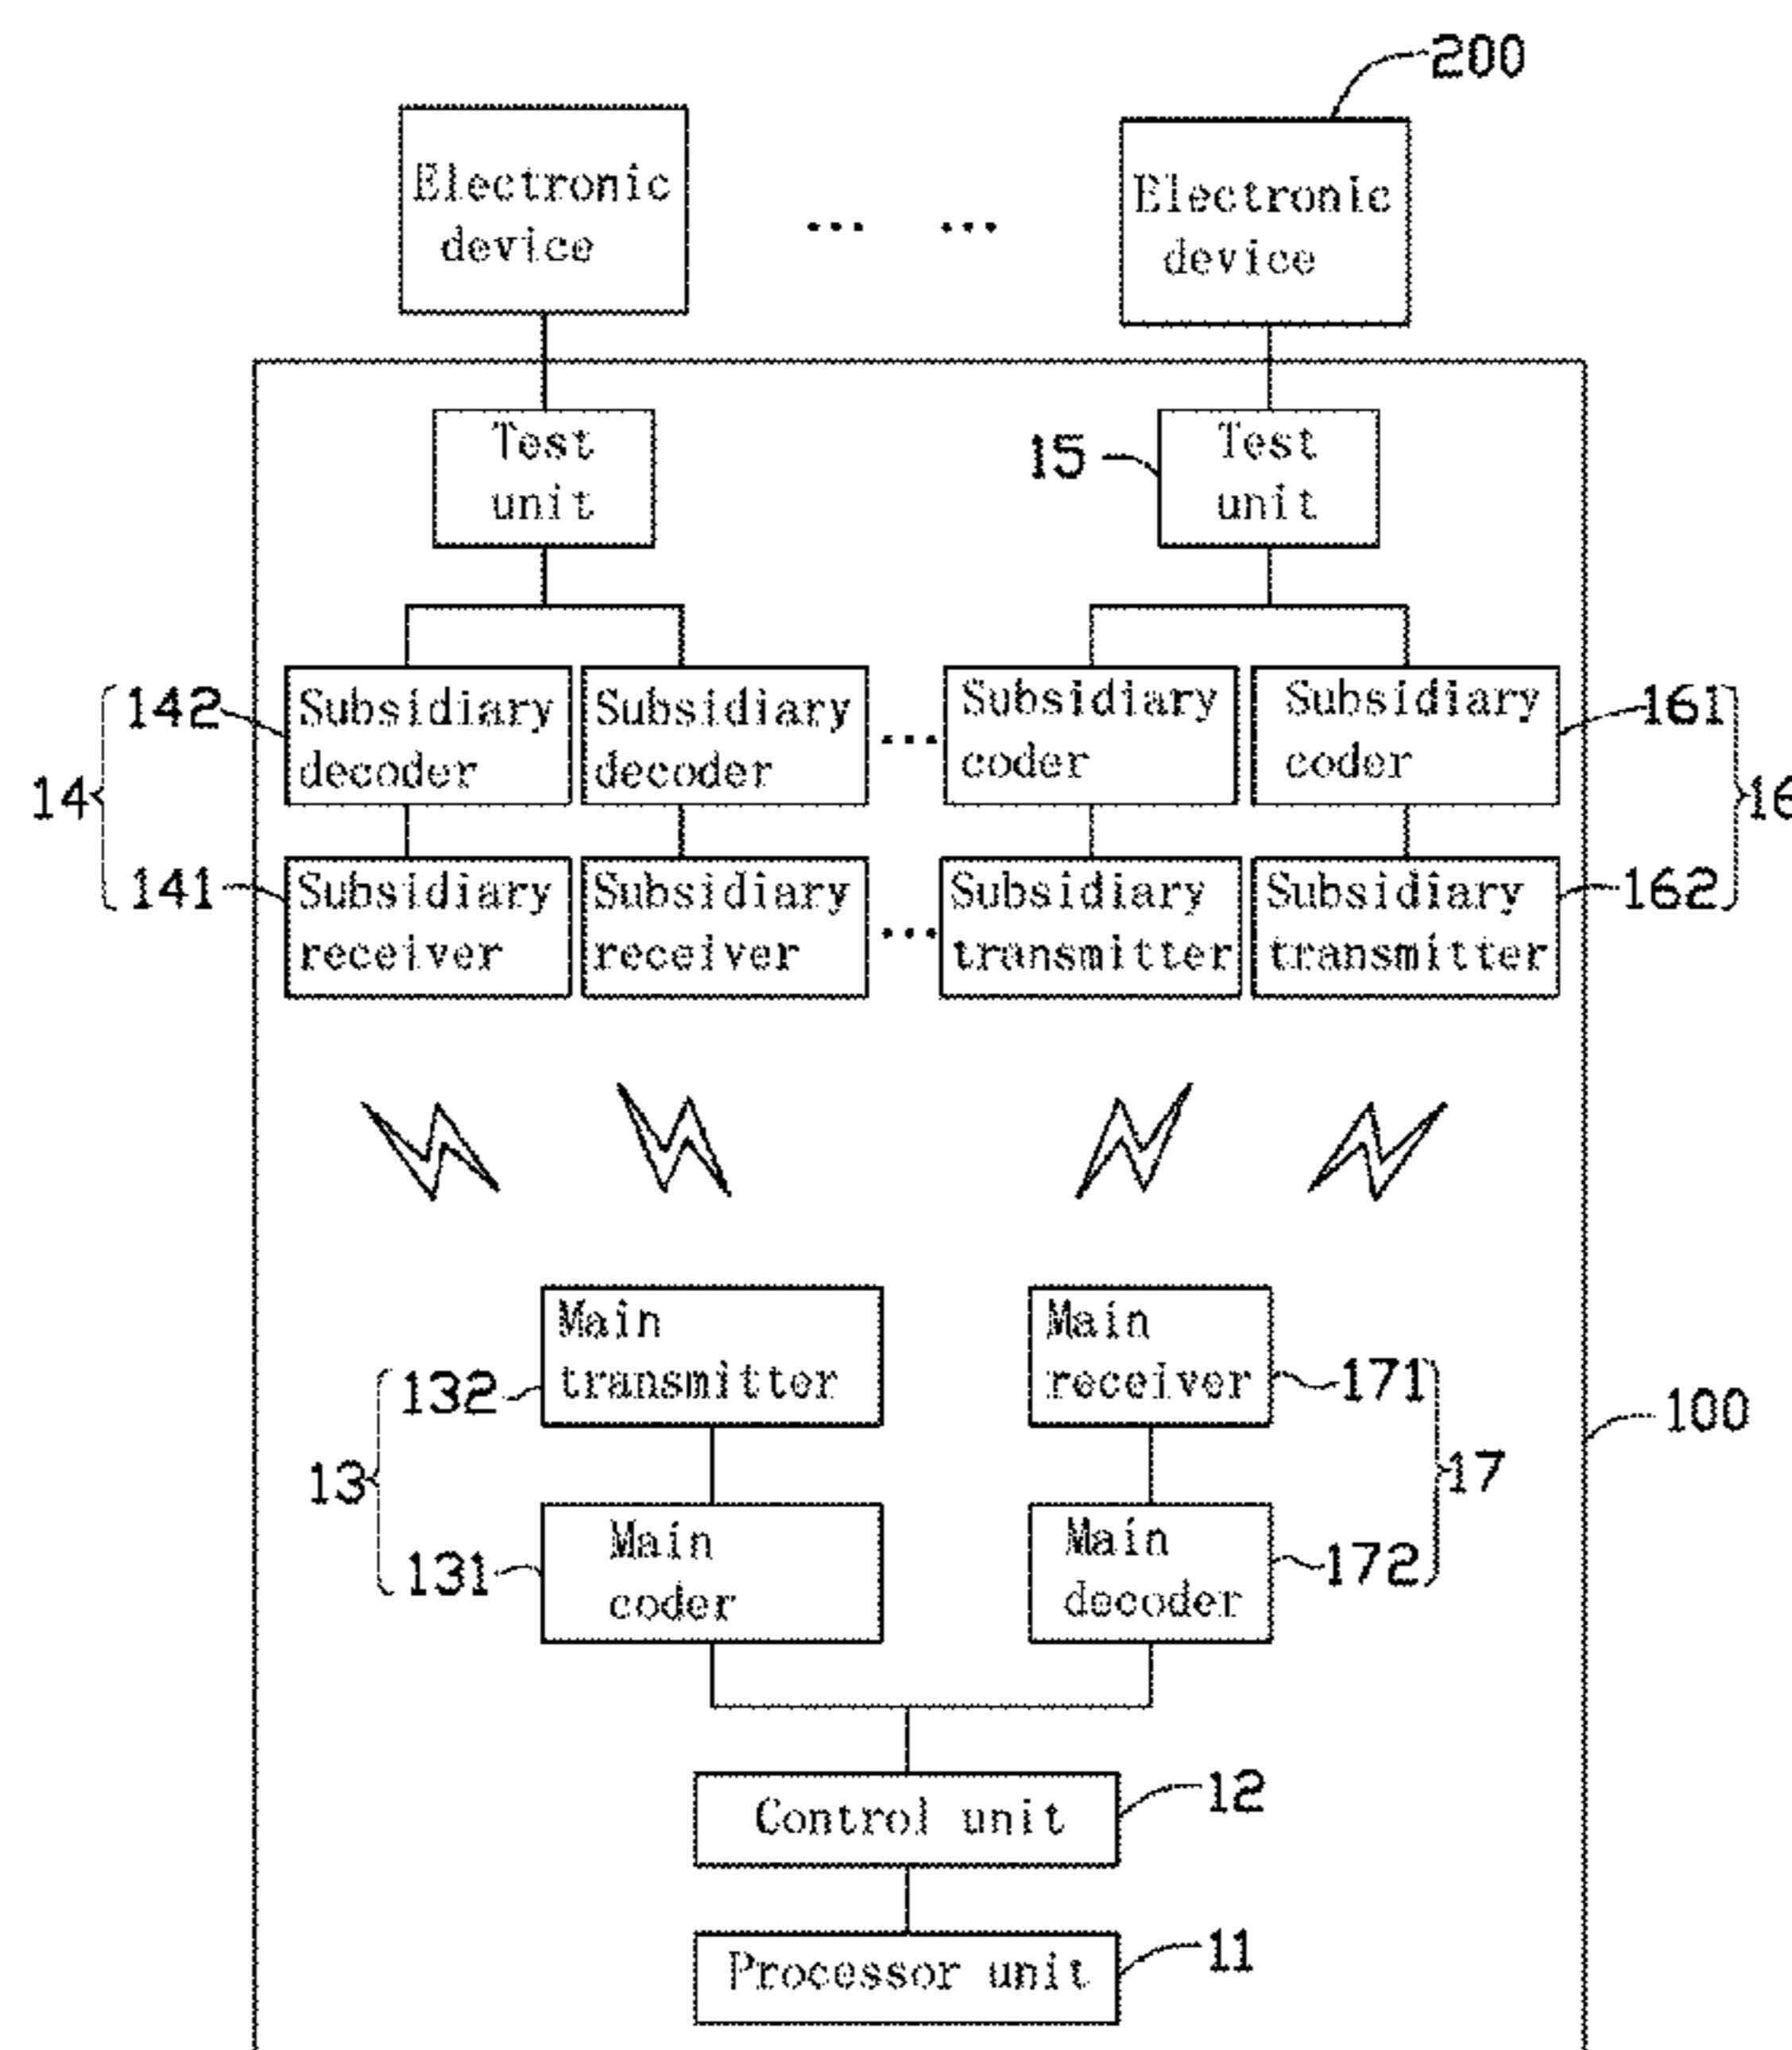 200
Electronic
device
... ...
Electronic
device
Test
unit
15
Test
unit
14
142
Subsidiary
decoder
Subsidiary
decoder
...
Subsidiary
coder
Subsidiary
coder
161
16
141
Subsidiary
receiver
Subsidiary
receiver
...
Subsidiary
transmitter
Subsidiary
transmitter
162
13
132
Main
transmitter
Main
receiver
171
17
100
131
Main
coder
Main
decoder
172
Control unit
12
Processor unit
11